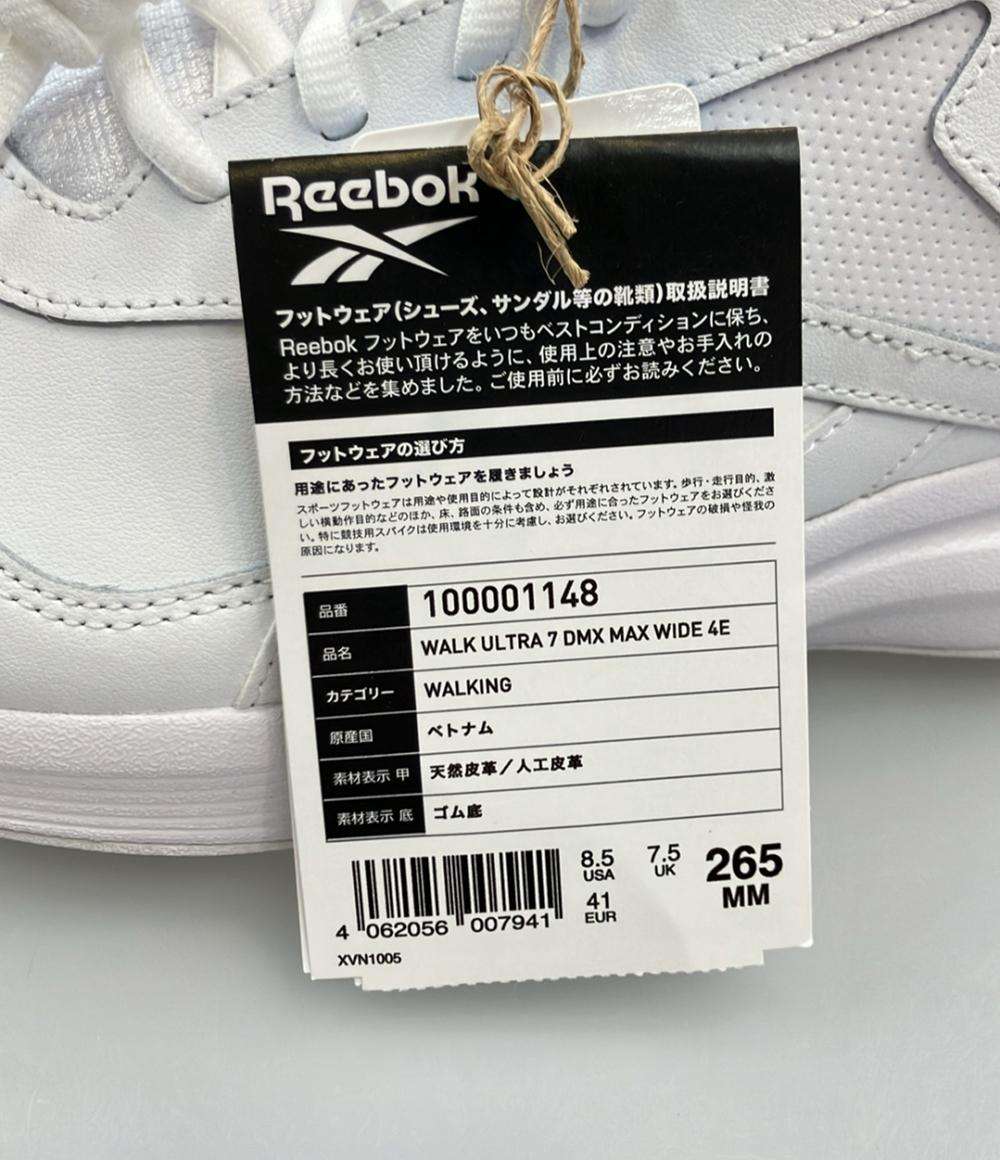 Reebok
フットウェア(シューズ、サンダル等の靴類)取扱説明書
Reebok フットウェアをいつもベストコンディションに保ち、
より長くお使い頂けるように、使用上の注意やお手入れの
方法などを集めました。ご使用前に必ずお読みください。
フットウェアの選び方
用途にあったフットウェアを履きましょう
スポーツフットウェアは用途や使用目的によって設計がそれぞれされています。歩行・走行目的、激
しい横動作目的などのほか、床、路面の条件も含め、必ず用途に合ったフットウェアをお選びくださ
い。特に競技用スパイクは使用環境を十分に考慮し、お選びください。フットウェアの破損や怪我の
原因になります。
品番 100001148
品名 WALK ULTRA 7 DMX MAX WIDE 4E
カテゴリー WALKING
原産国 ベトナム
素材表示 甲 天然皮革/人工皮革
素材表示 底 ゴム底
8.5 7.5 265
USA UK MM
41
EUR
4 062056 007941
XVN1005